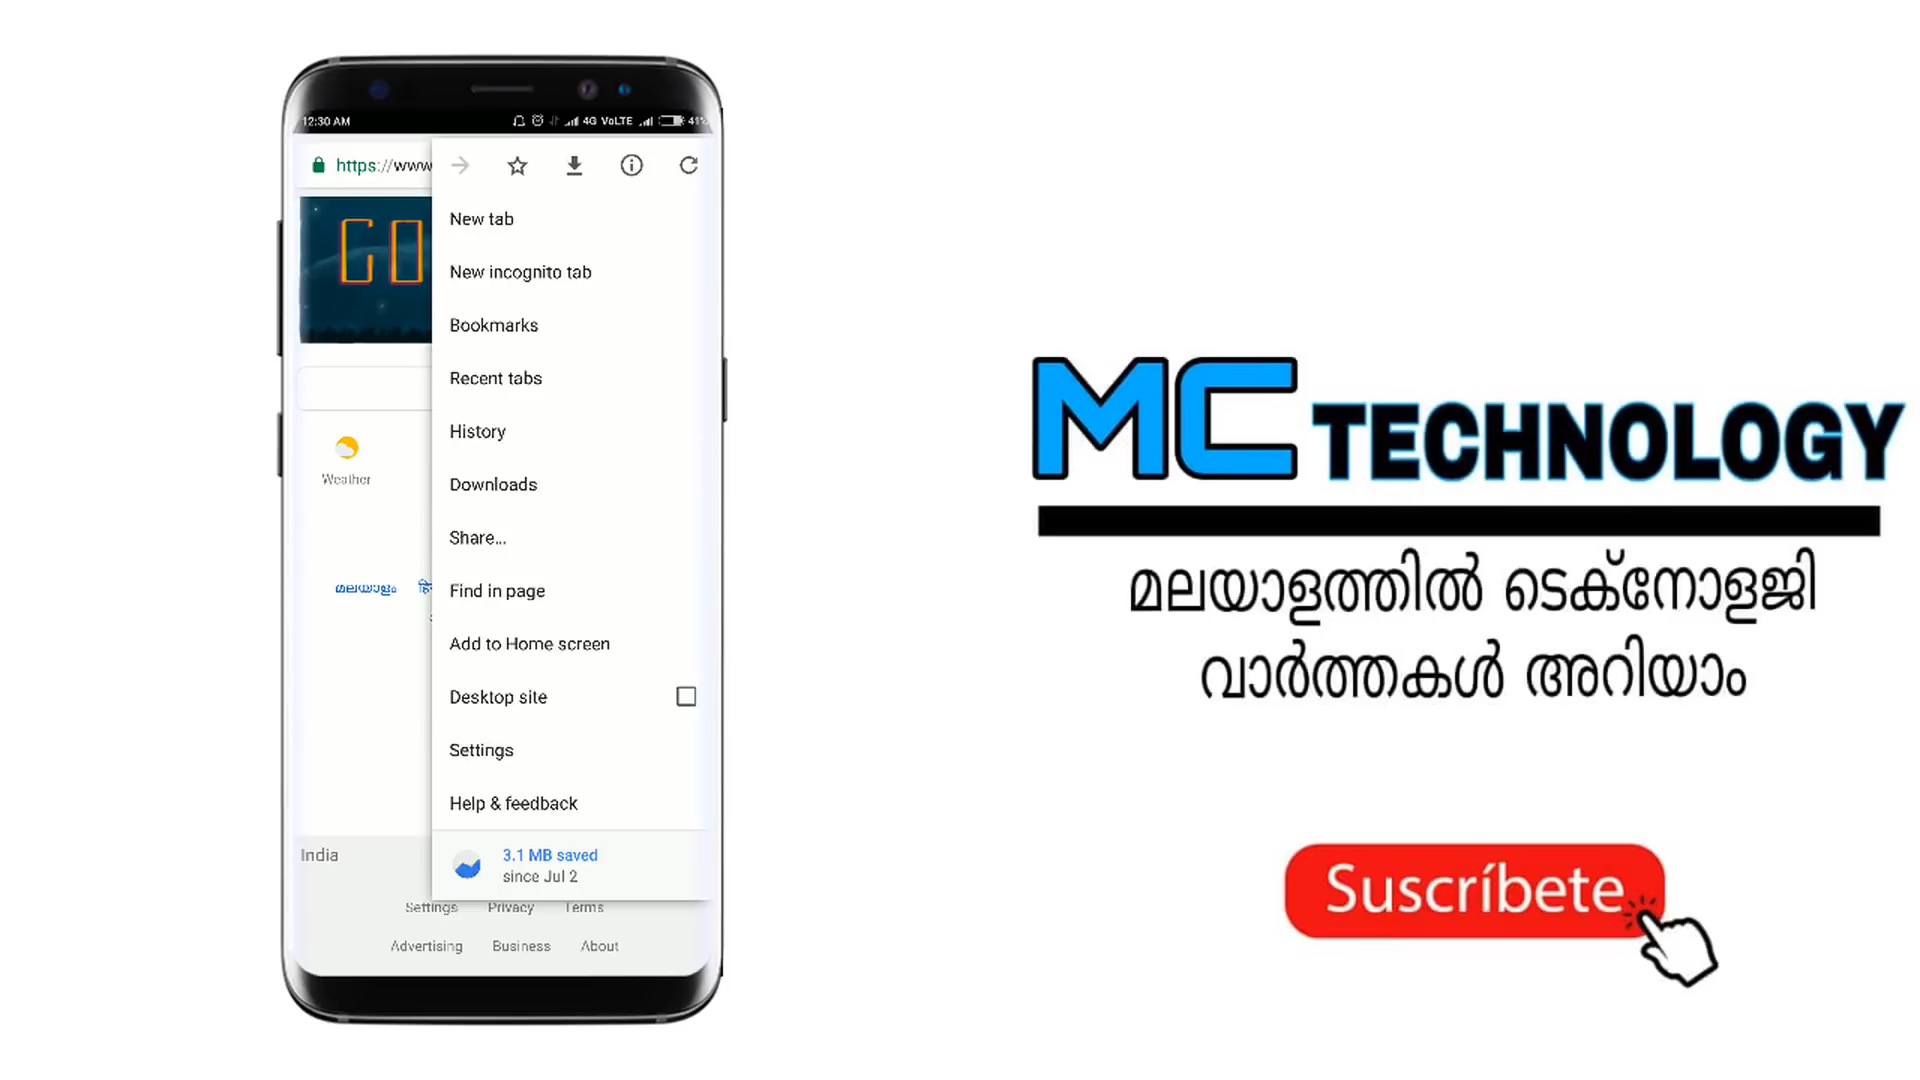 12:30 AM
4G VoLTE
41%
https://www
GO
New tab
New incognito tab
Bookmarks
Recent tabs
History
Downloads
Share...
Find in page
Add to Home screen
Desktop site
Settings
Help & feedback
3.1 MB saved
since Jul 2
Weather
മലയാളം
India
Settings Privacy Terms
Advertising Business About
MC TECHNOLOGY
മലയാളത്തിൽ ടെക്നോളജി
വാർത്തകൾ അറിയാം
Suscríbete